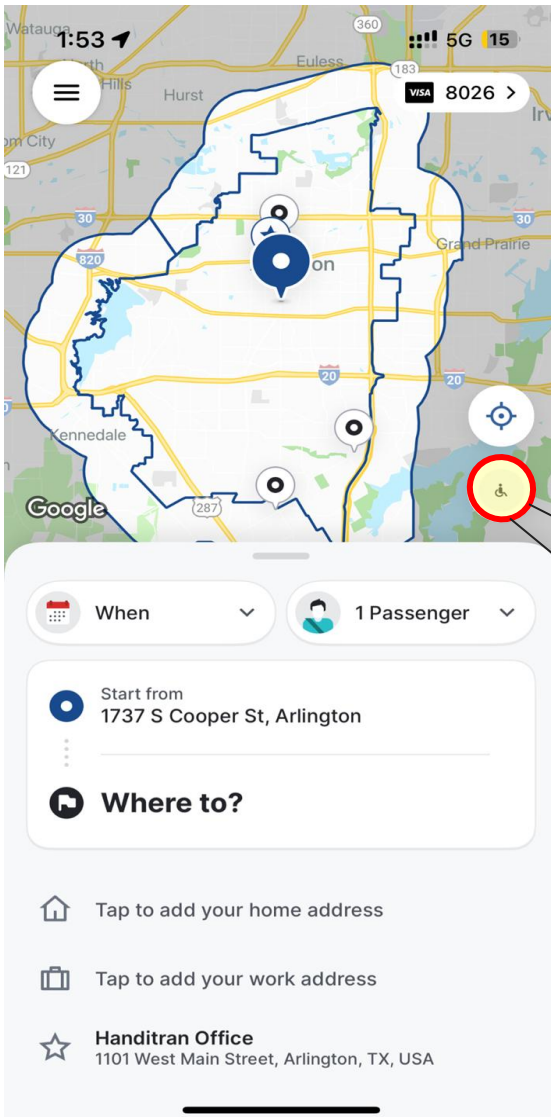 Watauga
1:53
360
5G 15
North
Hills
Euless
183
Hurst
VISA 8026
om City
121
30
30
Grand Prairie
820
on
20
20
Kennedale
Google
287
When
1 Passenger
Start from
1737 S Cooper St, Arlington
Where to?
Tap to add your home address
Tap to add your work address
Handitran Office
1101 West Main Street, Arlington, TX, USA